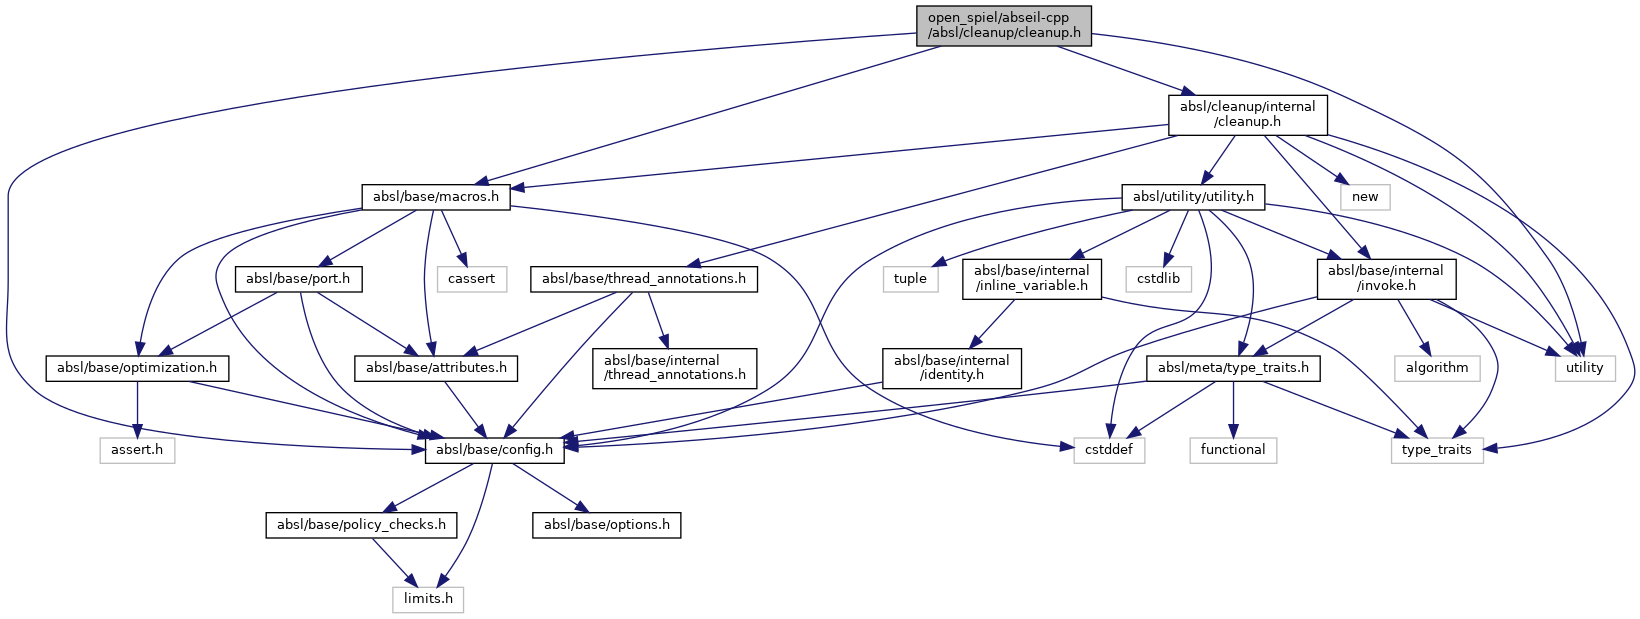 open_spiel/abseil-cpp
/absl/cleanup/cleanup.h
absl/cleanup/internal
/cleanup.h
absl/base/macros.h
absl/utility/utility.h
new
absl/base/port.h
cassert
absl/base/thread_annotations.h
tuple
absl/base/internal
/inline_variable.h
cstdlib
absl/base/internal
/invoke.h
absl/base/optimization.h
absl/base/attributes.h
absl/base/internal
/thread_annotations.h
absl/base/internal
/identity.h
absl/meta/type_traits.h
algorithm
utility
assert.h
absl/base/config.h
cstddef
functional
type_traits
absl/base/policy_checks.h
absl/base/options.h
limits.h